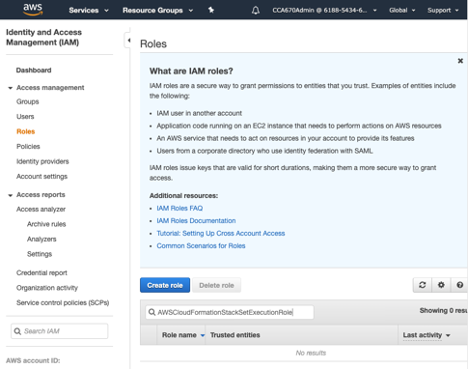 aws
Services
Resource Groups
CCA670Admin @ 6188-5434-6...
Global
Support
Identity and Access
Management (IAM)
Dashboard
Access management
Groups
Users
Roles
Policies
Identity providers
Account settings
Access reports
Access analyzer
Archive rules
Analyzers
Settings
Credential report
Organization activity
Service control policies (SCPs)
Search IAM
AWS account ID:
Roles
What are IAM roles?
IAM roles are a secure way to grant permissions to entities that you trust. Examples of entities include
the following:
• IAM user in another account
• Application code running on an EC2 instance that needs to perform actions on AWS resources
• An AWS service that needs to act on resources in your account to provide its features
• Users from a corporate directory who use identity federation with SAML
IAM roles issue keys that are valid for short durations, making them a more secure way to grant
access.
Additional resources:
• IAM Roles FAQ
• IAM Roles Documentation
• Tutorial: Setting Up Cross Account Access
• Common Scenarios for Roles
Create role
Delete role
AWSCloudFormationStackSetExecutionRole
Showing 0 resu
Role name
Trusted entities
Last activity
No results